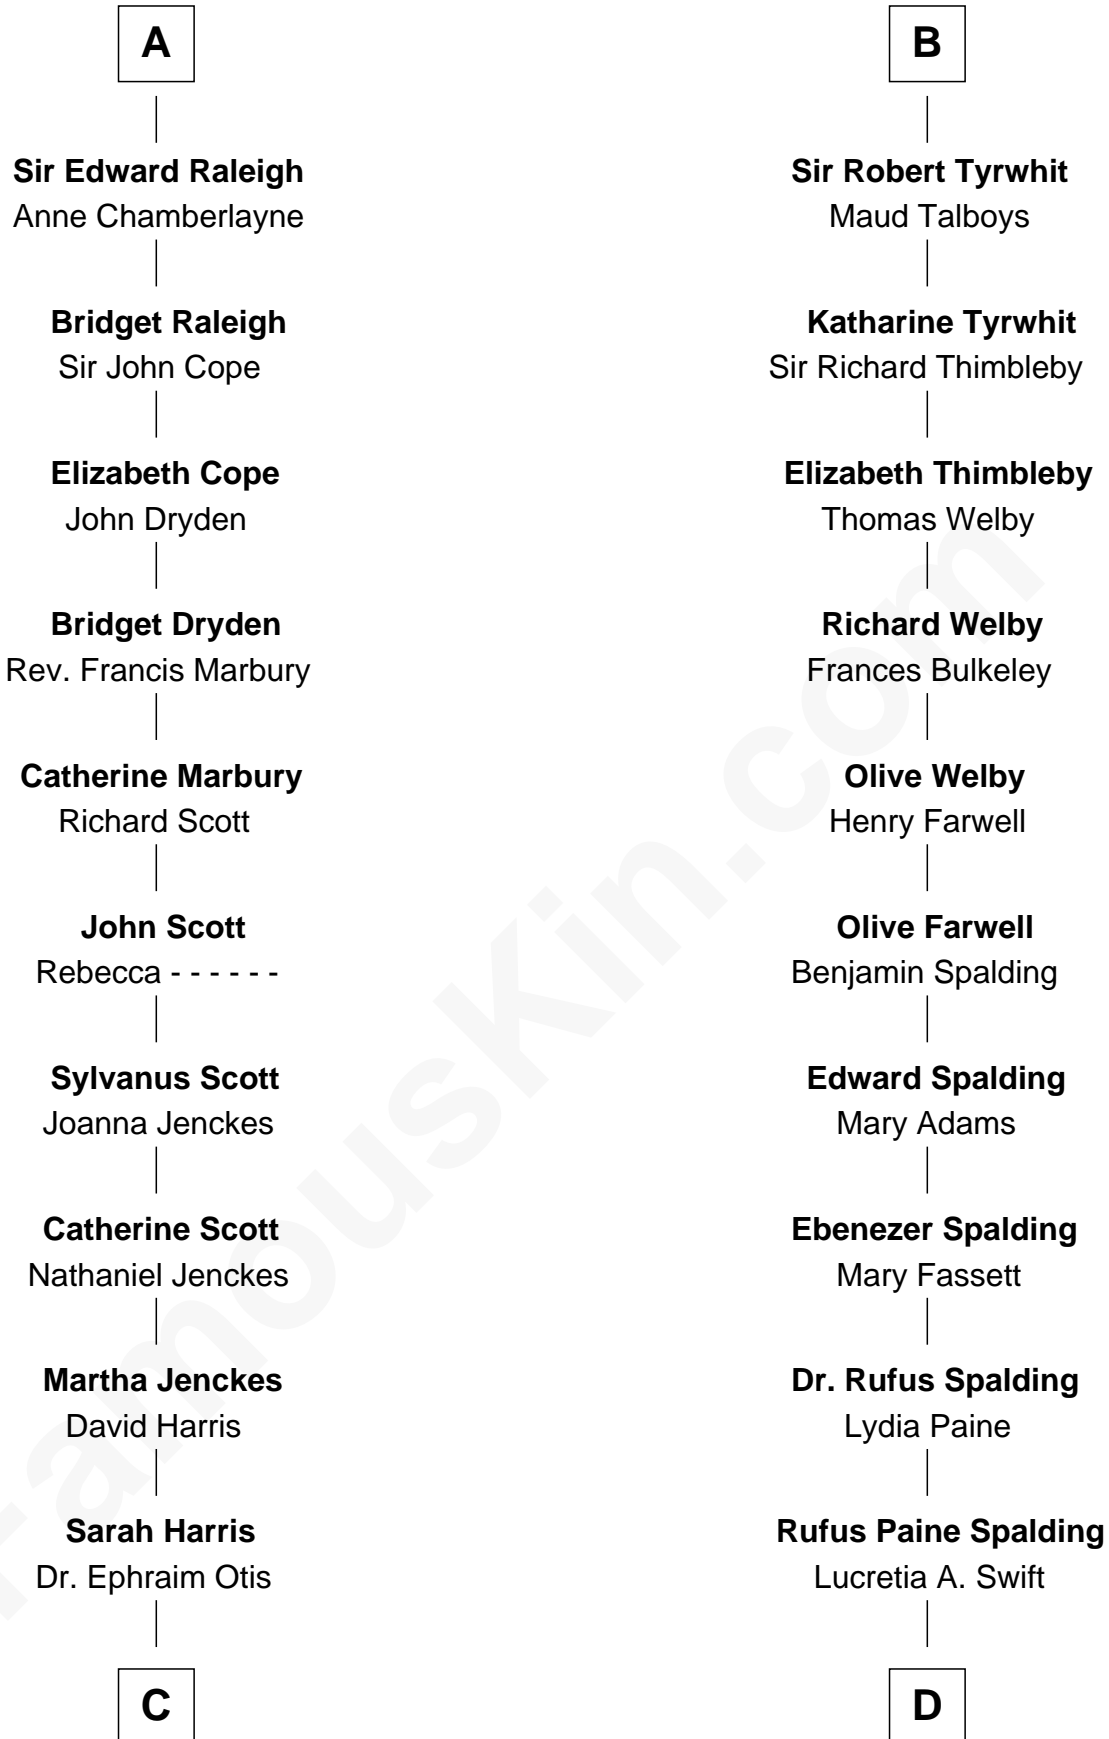 A
Sir Edward Raleigh
Anne Chamberlayne
Bridget Raleigh
Sir John Cope
Elizabeth Cope
John Dryden
Bridget Dryden
Rev. Francis Marbury
Catherine Marbury
Richard Scott
John Scott
Rebecca - - - - - -
Sylvanus Scott
Joanna Jenckes
Catherine Scott
Nathaniel Jenckes
Martha Jenckes
David Harris
Sarah Harris
Dr. Ephraim Otis
C
B
Sir Robert Tyrwhit
Maud Talboys
Katharine Tyrwhit
Sir Richard Thimbleby
Elizabeth Thimbleby
Thomas Welby
Richard Welby
Frances Bulkeley
Olive Welby
Henry Farwell
Olive Farwell
Benjamin Spalding
Edward Spalding
Mary Adams
Ebenezer Spalding
Mary Fassett
Dr. Rufus Spalding
Lydia Paine
Rufus Paine Spalding
Lucretia A. Swift
D
FamousKin.com